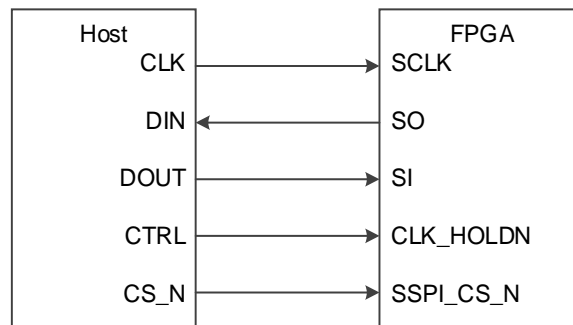 Host FPGA
CLK SCLK
DIN SO
DOUT SI
CTRL CLK_HOLDN
CS_N SSPI_CS_N